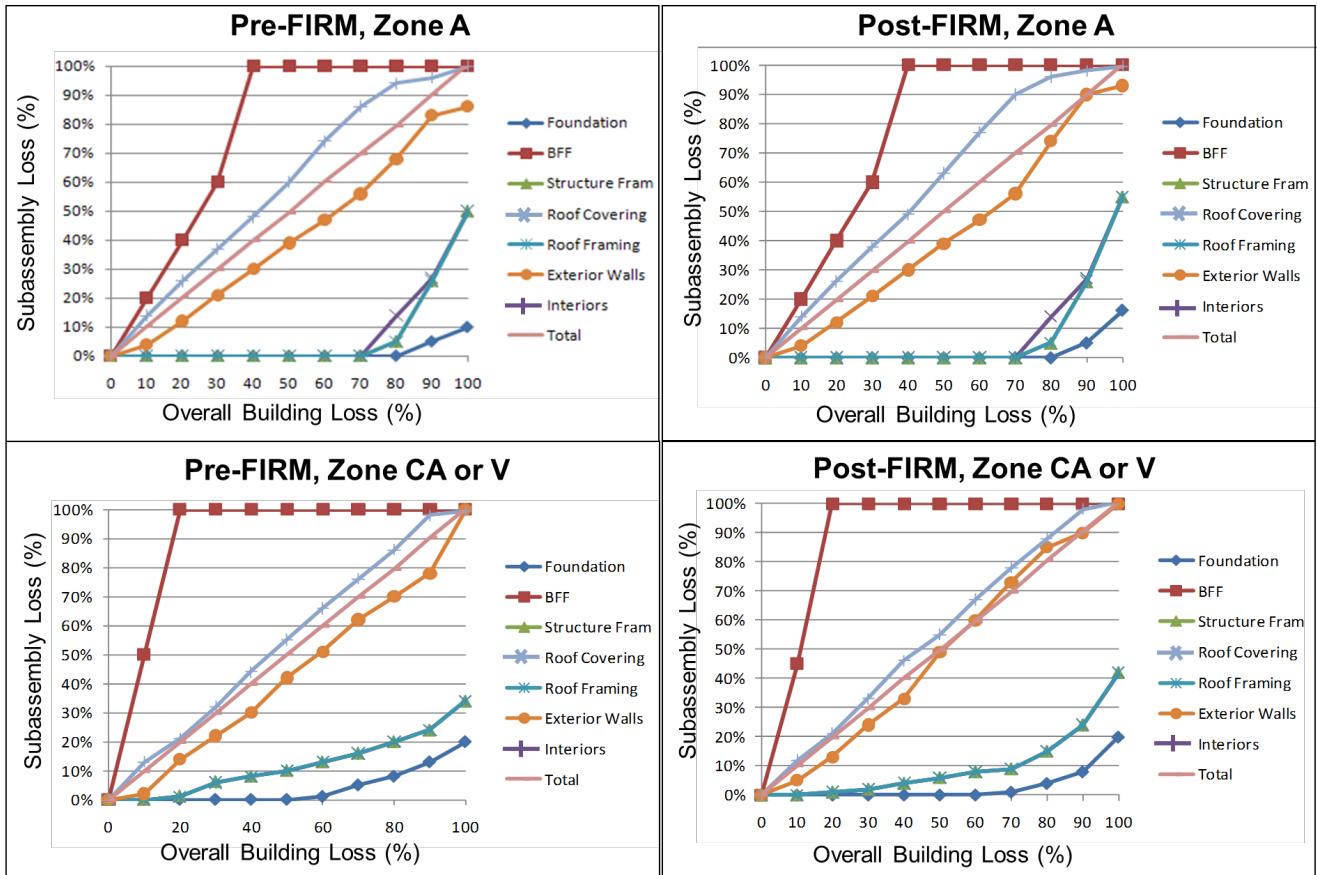 Pre-FIRM, Zone A
Subassembly Loss (%)
100%
90%
80%
70%
60%
50%
40%
30%
20%
10%
0%
0 10 20 30 40 50 60 70 80 90 100
Overall Building Loss (%)
Foundation
BFF
Structure Fram
Roof Covering
Roof Framing
Exterior Walls
Interiors
Total
Post-FIRM, Zone A
Subassembly Loss (%)
100%
90%
80%
70%
60%
50%
40%
30%
20%
10%
0%
0 10 20 30 40 50 60 70 80 90 100
Overall Building Loss (%)
Foundation
BFF
Structure Fram
Roof Covering
Roof Framing
Exterior Walls
Interiors
Total
Pre-FIRM, Zone CA or V
Subassembly Loss (%)
100%
90%
80%
70%
60%
50%
40%
30%
20%
10%
0%
0 20 30 40 50 60 70 80 90 100
Overall Building Loss (%)
Foundation
BFF
Structure Fram
Roof Covering
Roof Framing
Exterior Walls
Interiors
Total
Post-FIRM, Zone CA or V
Subassembly Loss (%)
100%
90%
80%
70%
60%
50%
40%
30%
20%
10%
0%
0 10 20 30 40 50 60 70 80 90 100
Overall Building Loss (%)
Foundation
BFF
Structure Fram
Roof Covering
Roof Framing
Exterior Walls
Interiors
Total